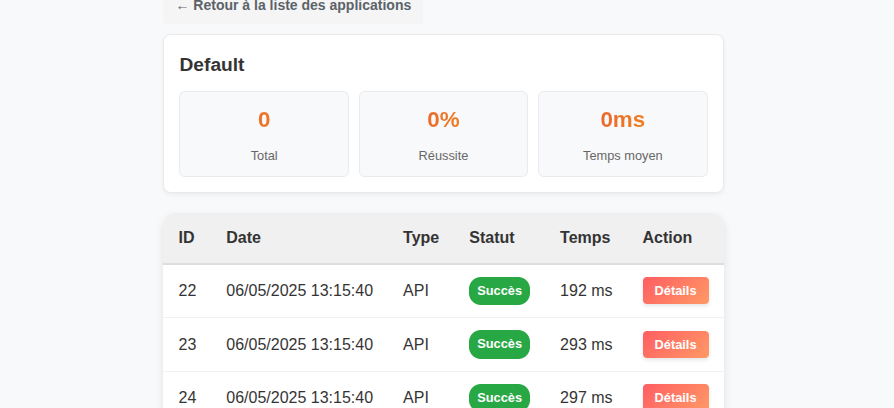 ← Retour à la liste des applications
Default
0 0% 0ms
Total Réussite Temps moyen
ID Date Type Statut Temps Action
22 06/05/2025 13:15:40 API Succès 192 ms Détails
23 06/05/2025 13:15:40 API Succès 293 ms Détails
24 06/05/2025 13:15:40 API Succès 297 ms Détails